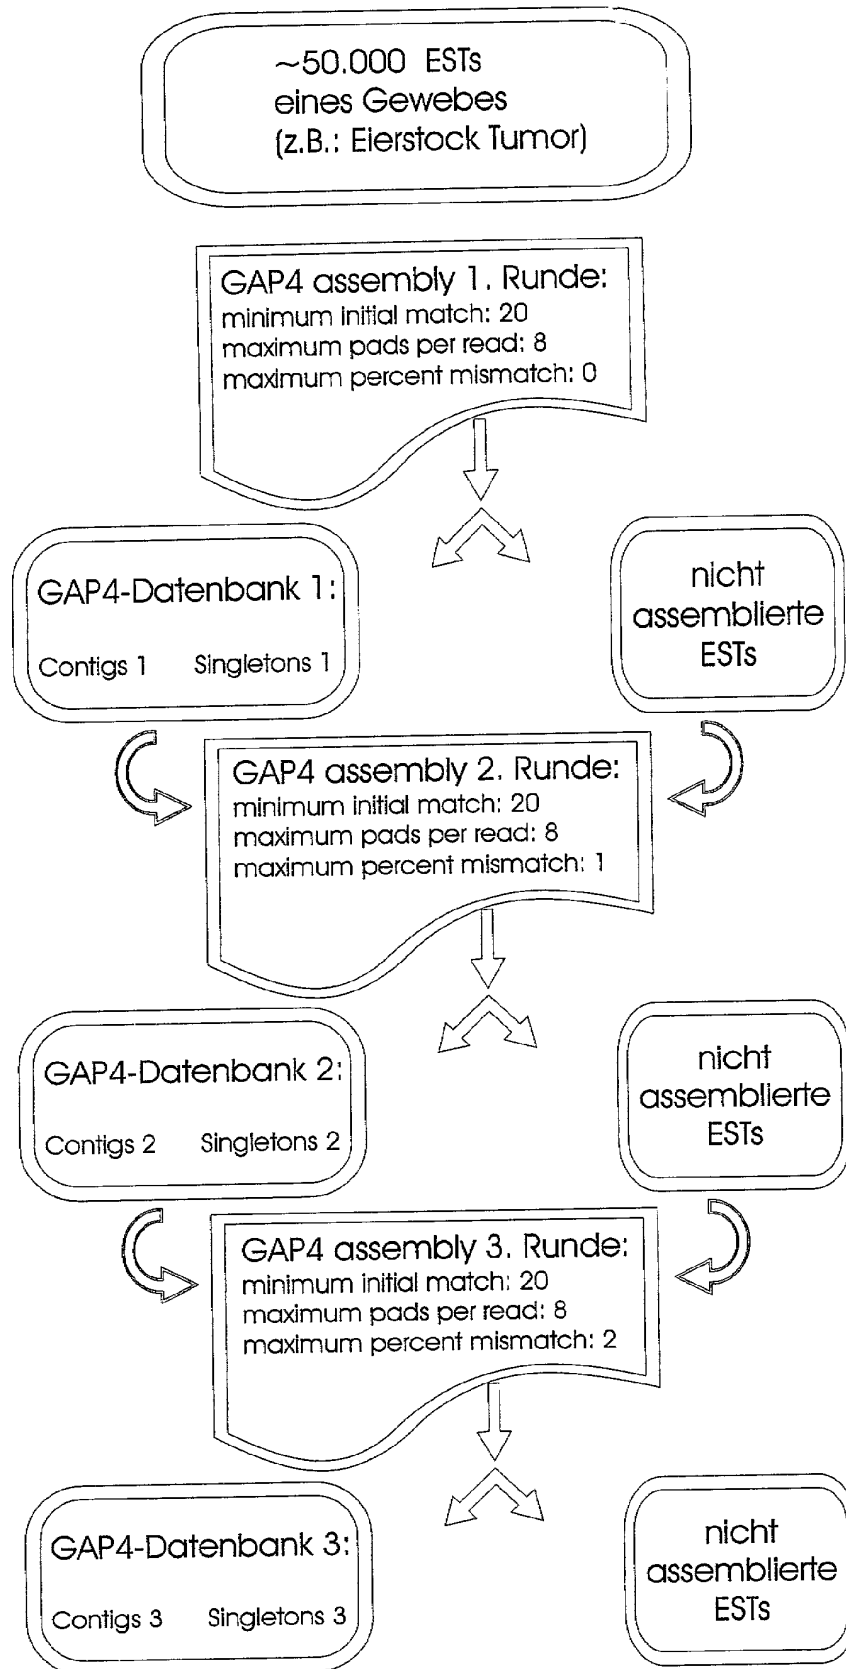 ~50.000 ESTs
eines Gewebes
(z.B.: Eierstock Tumor)
GAP4 assembly 1. Runde:
minimum initial match: 20
maximum pads per read: 8
maximum percent mismatch: 0
GAP4-Datenbank 1:
Contigs 1 Singletons 1
nicht
assemblierte
ESTs
GAP4 assembly 2. Runde:
minimum initial match: 20
maximum pads per read: 8
maximum percent mismatch: 1
GAP4-Datenbank 2:
Contigs 2 Singletons 2
nicht
assemblierte
ESTs
GAP4 assembly 3. Runde:
minimum initial match: 20
maximum pads per read: 8
maximum percent mismatch: 2
GAP4-Datenbank 3:
Contigs 3 Singletons 3
nicht
assemblierte
ESTs